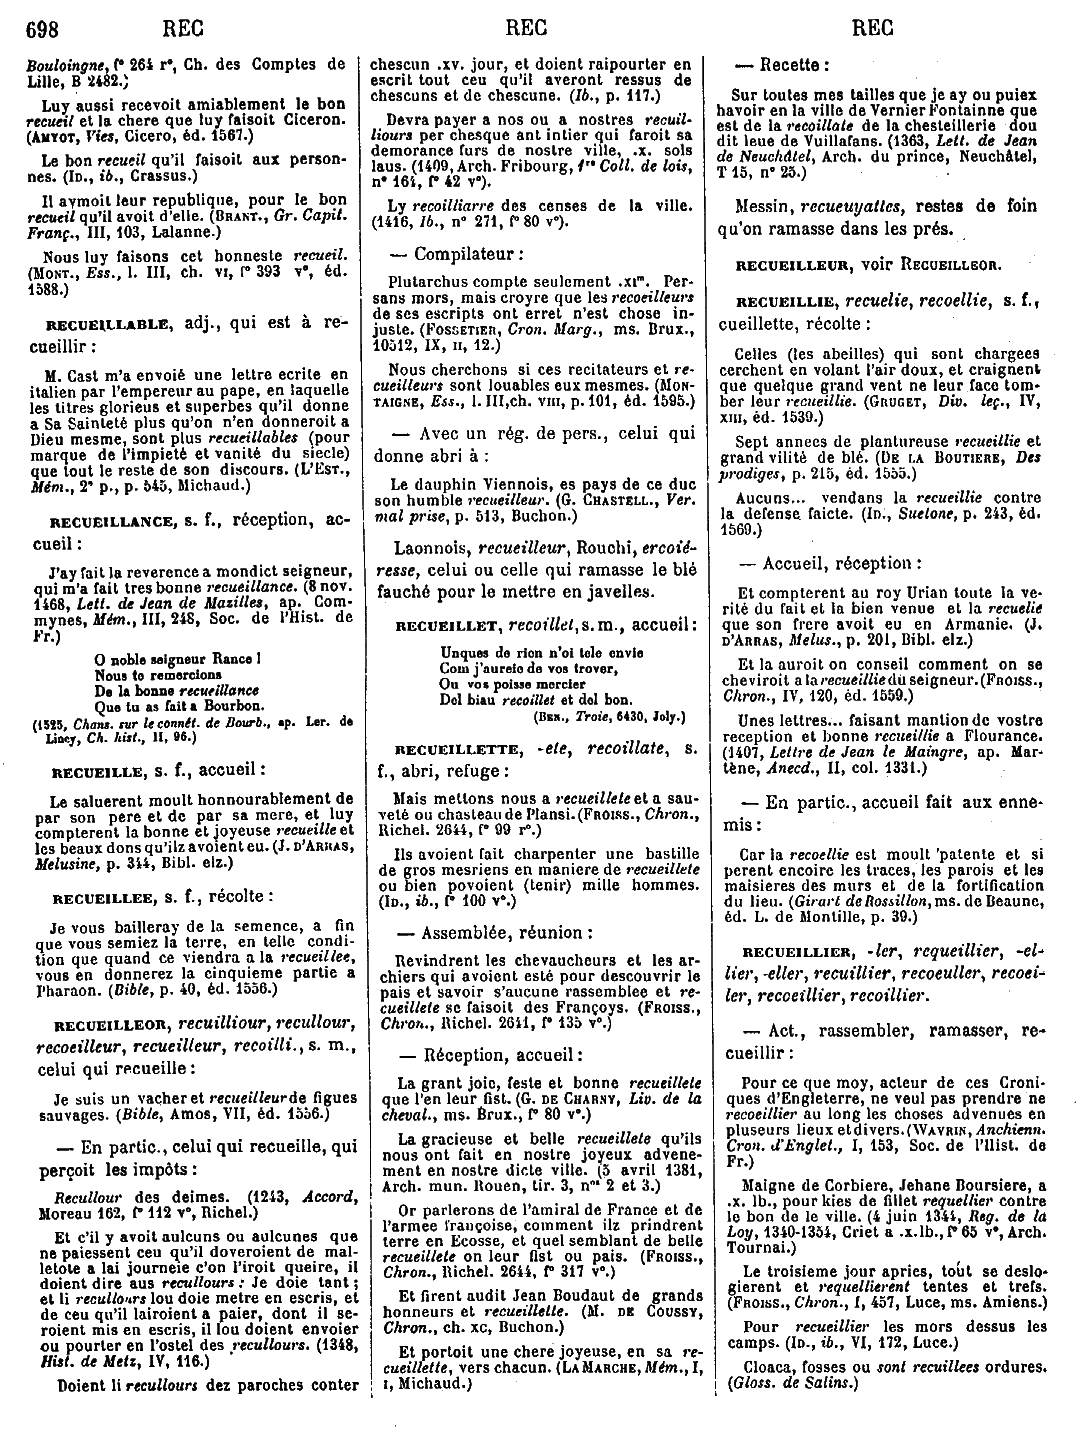 698 REC REC REC
Bouloingne, f° 264 r°, Ch. des Comptes de
Lille, B 2482.)
Luy aussi recevoit amiablement le bon
recueil et la chere que luy faisoit Ciceron.
(AMYOT, Vies, Cicero, éd. 1567.)
Le bon recueil qu'il faisoit aux person-
nes. (ID., ib., Crassus.)
Il aymoit leur republique, pour le bon
recueil qu'il avoit d'elle. (BRANT., Gr. Capit.
Franç., III, 103, Lalanne.)
Nous luy faisons cet honneste recueil.
(MONT., Ess., l. III, ch. VI, f° 393 v°, éd.
1588.)
RECUEILLABLE, adj., qui est à re-
cueillir :
M. Cast m'a envoié une lettre ecrite en
italien par l'empereur au pape, en laquelle
les titres glorieus et superbes qu'il donne
a Sa Sainteté plus qu'on n'en donneroit a
Dieu mesme, sont plus recueillables (pour
marque de l'impieté et vanité du siecle)
que tout le reste de son discours. (L'EST.,
Mém., 2° p., p. 545, Michaud.)
RECUEILLANCE, s. f., réception, ac-
cueil :
J'ay fait la reverence a mondict seigneur,
qui m'a fait tres bonne recueillance. (8 nov.
1468, Lett. de Jean de Mazilles, ap. Com-
mynes, Mém., III, 248, Soc. de l'Hist. de
Fr.)
O noble seigneur Rance !
Nous te remercions
De la bonne recueillance
Que tu as fait a Bourbon.
(1525, Chans. sur le connét. de Bourb., ap. Ler. de
Lincy, Ch. hist., II, 96.)
RECUEILLE, s. f., accueil :
Le saluerent moult honnourablement de
par son pere et de par sa mere, et luy
compterent la bonne et joyeuse recueille et
les beaux dons qu'ilz avoient eu. (J. D'ARRAS,
Melusine, p. 344, Bibl. elz.)
RECUEILLEE, s. f., récolte :
Je vous bailleray de la semence, a fin
que vous semiez la terre, en telle condi-
tion que quand ce viendra a la recueillee,
vous en donnerez la cinquieme partie a
Pharaon. (Bible, p. 40, éd. 1556.)
RECUEILLEOR, recuilliour, recullour,
recoeilleur, recueilleur, recoilli., s. m.,
celui qui recueille :
Je suis un vacher et recueilleur de figues
sauvages. (Bible, Amos, VII, éd. 1556.)
— En partic., celui qui recueille, qui
perçoit les impôts :
Recullour des deimes. (1243, Accord,
Moreau 162, f° 112 v°, Richel.)
Et c'il y avoit aulcuns ou aulcunes que
ne paiessent ceu qu'il doveroient de mal-
letote a lai journeie c'on l'iroit queire, il
doient dire aus recullours : Je doie tant ;
et li recullours lou doie metre en escris, et
de ceu qu'il lairoient a paier, dont il se-
roient mis en escris, il lou doient envoier
ou pourter en l'ostel des recullours. (1348,
Hist. de Metz, IV, 116.)
Doient li recullours dez paroches conter
chescun .xv. jour, et doient raipourter en
escrit tout ceu qu'il averont ressus de
chescuns et de chescune. (Ib., p. 117.)
Devra payer a nos ou a nostres recuil-
liours per chesque ant intier qui faroit sa
demorance furs de nostre ville, .x. sols
laus. (1409, Arch. Fribourg, 1re Coll. de lois,
n° 164, f° 42 v°.)
Ly recoilliarre des censes de la ville.
(1416, Ib., n° 271, f° 80 v°.)
— Compilateur :
Plutarchus compte seulement .XIm. Per-
sans mors, mais croyre que les recoeilleurs
de ses escripts ont erret n'est chose in-
juste. (FOSSETIER, Cron. Marg., ms. Brux.,
10512, IX, II, 12.)
Nous cherchons si ces recitateurs et re-
cueilleurs sont louables eux mesmes. (MON-
TAIGNE, Ess., l. III, ch. VIII, p. 101, éd. 1595.)
— Avec un rég. de pers., celui qui
donne abri à :
Le dauphin Viennois, es pays de ce duc
son humble recueilleur. (G. CHASTELL., Ver.
mal prise, p. 513, Buchon.)
Laonnois, recueilleur, Rouchi, ercoié-
resse, celui ou celle qui ramasse le blé
fauché pour le mettre en javelles.
RECUEILLET, recoillet, s. m., accueil :
Unques de rien n'oi tele envie
Com j'aureie de vos trover,
Ou vos poisse mercier
Del biau recoillet et del bon.
(BEN., Troie, 6430, Joly.)
RECUEILLETTE, -ete, recoillate, s.
f., abri, refuge :
Mais mettons nous a recueillete et a sau-
veté ou chasteau de Plansi. (FROISS., Chron.,
Richel. 2644, f° 99 r°.)
Ils avoient fait charpenter une bastille
de gros mesriens en maniere de recueillete
ou bien povoient (tenir) mille hommes.
(ID., ib., f° 100 v°.)
— Assemblée, réunion :
Revindrent les chevaucheurs et les ar-
chiers qui avoient esté pour descouvrir le
pais et savoir s'aucune rassemblee et re-
cueillete se faisoit des Françoys. (FROISS.,
Chron., Richel. 2641, f° 135 v°.)
— Réception, accueil :
La grant joie, feste et bonne recueillete
que l'en leur fist. (G. DE CHARNY, Liv. de la
cheval., ms. Brux., f° 80 v°.)
La gracieuse et belle recueillete qu'ils
nous ont fait en nostre joyeux advene-
ment en nostre dicte ville. (5 avril 1381,
Arch. mun. Rouen, tir. 3, nos 2 et 3.)
Or parlerons de l'amiral de France et de
l'armee françoise, comment ilz prindrent
terre en Ecosse, et quel semblant de belle
recueillete on leur fist ou pais. (FROISS.,
Chron., Richel. 2644, f° 317 v°.)
Et firent audit Jean Boudaut de grands
honneurs et recueillette. (M. DE COUSSY,
Chron., ch. XC, Buchon.)
Et portoit une chere joyeuse, en sa re-
cueillette, vers chacun. (LA MARCHE, Mém., I,
I, Michaud.)
— Recette :
Sur toutes mes tailles que je ay ou puiex
havoir en la ville de Vernier Fontainne que
est de la recoillate de la chesteillerie dou
dit leue de Vuillafans. (1363, Lett. de Jean
de Neuchâtel, Arch. du prince, Neuchâtel,
T 15, n° 25.)
Messin, recueuyattes, restes de foin
qu'on ramasse dans les prés.
RECUEILLEUR, voir RECUEILLEOR.
RECUEILLIE, recuelie, recoellie, s. f.,
cueillette, récolte :
Celles (les abeilles) qui sont chargees
cerchent en volant l'air doux, et craignent
que quelque grand vent ne leur face tom-
ber leur recueillie. (GRUGET, Div. leç., IV,
XIII, éd. 1539.)
Sept annees de plantureuse recueillie et
grand vilité de blé. (DE LA BOUTIERE, Des
prodiges, p. 215, éd. 1555.)
Aucuns... vendans la recueillie contre
la defense faicte. (ID., Suetone, p. 243, éd.
1569.)
— Accueil, réception :
Et compterent au roy Urian toute la ve-
rité du fait et la bien venue et la recuelie
que son frere avoit eu en Armanie. (J.
D'ARRAS, Melus., p. 201, Bibl. elz.)
Et la auroit on conseil comment on se
cheviroit a la recueillie du seigneur. (FROISS.,
Chron., IV, 120, éd. 1559.)
Unes lettres... faisant mantion de vostre
reception et bonne recueillie a Flourance.
(1407, Lettre de Jean le Maingre, ap. Mar-
tène, Anecd., II, col. 1331.)
— En partic., accueil fait aux enne-
mis :
Car la recoellie est moult patente et si
perent encoire les traces, les parois et les
maisieres des murs et de la fortification
du lieu. (Girart de Rossillon, ms. de Beaune,
éd. L. de Montille, p. 39.)
RECUEILLIER, -ler, requeillier, -el-
lier, -eller, recuillier, recoeuller, recoei-
ler, recoeillier, recoillier.
— Act., rassembler, ramasser, re-
cueillir :
Pour ce que moy, acteur de ces Croni-
ques d'Engleterre, ne veul pas prendre ne
recoeillier au long les choses advenues en
pluseurs lieux et divers. (WAVRIN, Anchienn.
Cron. d'Englet., I, 153, Soc. de l'Hist. de
Fr.)
Maigne de Corbiere, Jehane Boursiere, a
.x. lb., pour kies de fillet requellier contre
le bon de le ville. (4 juin 1344, Reg. de la
Loy, 1340-1354, Criet a .x. lb., f° 65 v°, Arch.
Tournai.)
Le troisieme jour apries, tout se deslo-
gierent et requellierent tentes et trefs.
(FROISS., Chron., I, 457, Luce, ms. Amiens.)
Pour recueillier les mors dessus les
camps. (ID., ib., VI, 172, Luce.)
Cloaca, fosses ou sont recuillees ordures.
(Gloss. de Salins.)